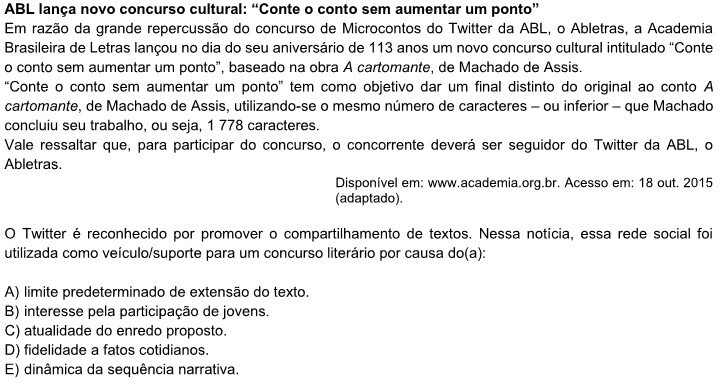 ABL lança novo concurso cultural: “Conte o conto sem aumentar um ponto”
Em razão da grande repercussão do concurso de Microcontos do Twitter da ABL, o Abletras, a Academia
Brasileira de Letras lançou no dia do seu aniversário de 113 anos um novo concurso cultural intitulado “Conte
o conto sem aumentar um ponto”, baseado na obra A cartomante, de Machado de Assis.
“Conte o conto sem aumentar um ponto” tem como objetivo dar um final distinto do original ao conto A
cartomante, de Machado de Assis, utilizando-se o mesmo número de caracteres – ou inferior – que Machado
concluiu seu trabalho, ou seja, 1 778 caracteres.
Vale ressaltar que, para participar do concurso, o concorrente deverá ser seguidor do Twitter da ABL, o
Abletras.
Disponível em: www.academia.org.br. Acesso em: 18 out. 2015
(adaptado).
O Twitter é reconhecido por promover o compartilhamento de textos. Nessa notícia, essa rede social foi
utilizada como veículo/suporte para um concurso literário por causa do(a):
A) limite predeterminado de extensão do texto.
B) interesse pela participação de jovens.
C) atualidade do enredo proposto.
D) fidelidade a fatos cotidianos.
E) dinâmica da sequência narrativa.